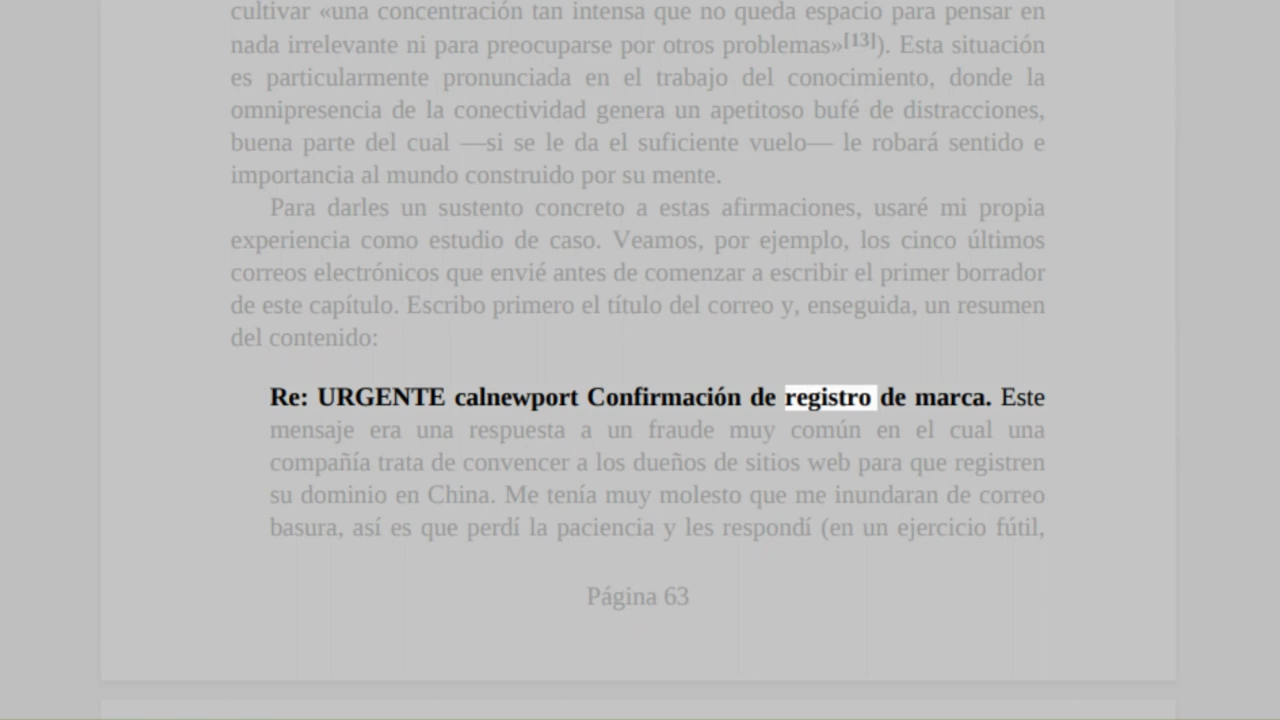 cultivar «una concentración tan intensa que no queda espacio para pensar en
nada irrelevante ni para preocuparse por otros problemas»[13]). Esta situación
es particularmente pronunciada en el trabajo del conocimiento, donde la
omnipresencia de la conectividad genera un apetitoso bufé de distracciones,
buena parte del cual —si se le da el suficiente vuelo— le robará sentido e
importancia al mundo construido por su mente.
Para darles un sustento concreto a estas afirmaciones, usaré mi propia
experiencia como estudio de caso. Veamos, por ejemplo, los cinco últimos
correos electrónicos que envié antes de comenzar a escribir el primer borrador
de este capítulo. Escribo primero el título del correo y, enseguida, un resumen
del contenido:
Re: URGENTE calnewport Confirmación de registro de marca. Este
mensaje era una respuesta a un fraude muy común en el cual una
compañía trata de convencer a los dueños de sitios web para que registren
su dominio en China. Me tenía muy molesto que me inundaran de correo
basura, así es que perdí la paciencia y les respondí (en un ejercicio fútil,
Página 63